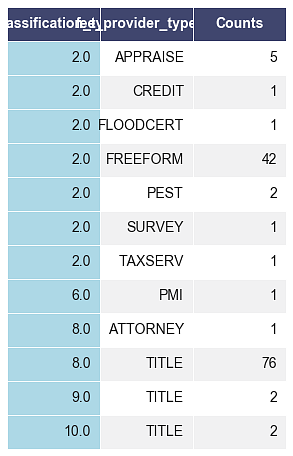 assification_t fee_provider_type Counts
2.0 APPRAISE 5
2.0 CREDIT 1
2.0 FLOODCERT 1
2.0 FREEFORM 42
2.0 PEST 2
2.0 SURVEY 1
2.0 TAXSERV 1
6.0 PMI 1
8.0 ATTORNEY 1
8.0 TITLE 76
9.0 TITLE 2
10.0 TITLE 2